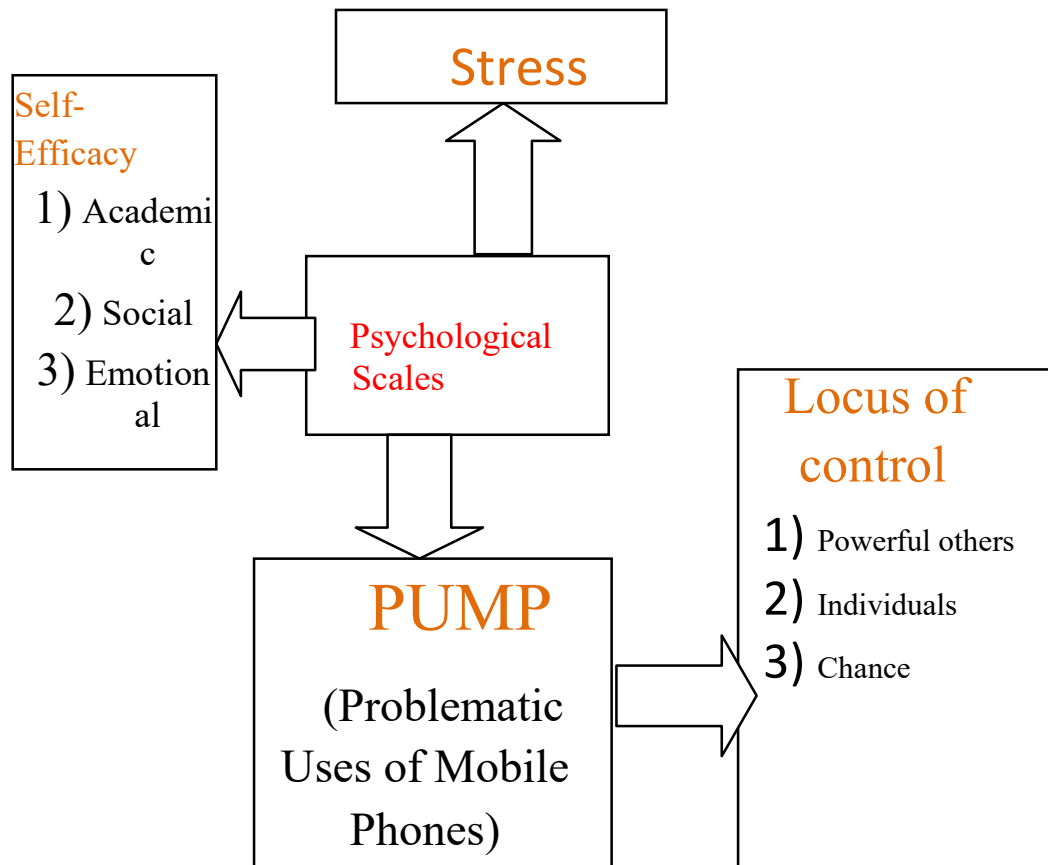 Stress
Self-
Efficacy
1) Academi
c
2) Social
3) Emotion
al
Psychological
Scales
Locus of
control
1) Powerful others
2) Individuals
3) Chance
PUMP
(Problematic
Uses of Mobile
Phones)